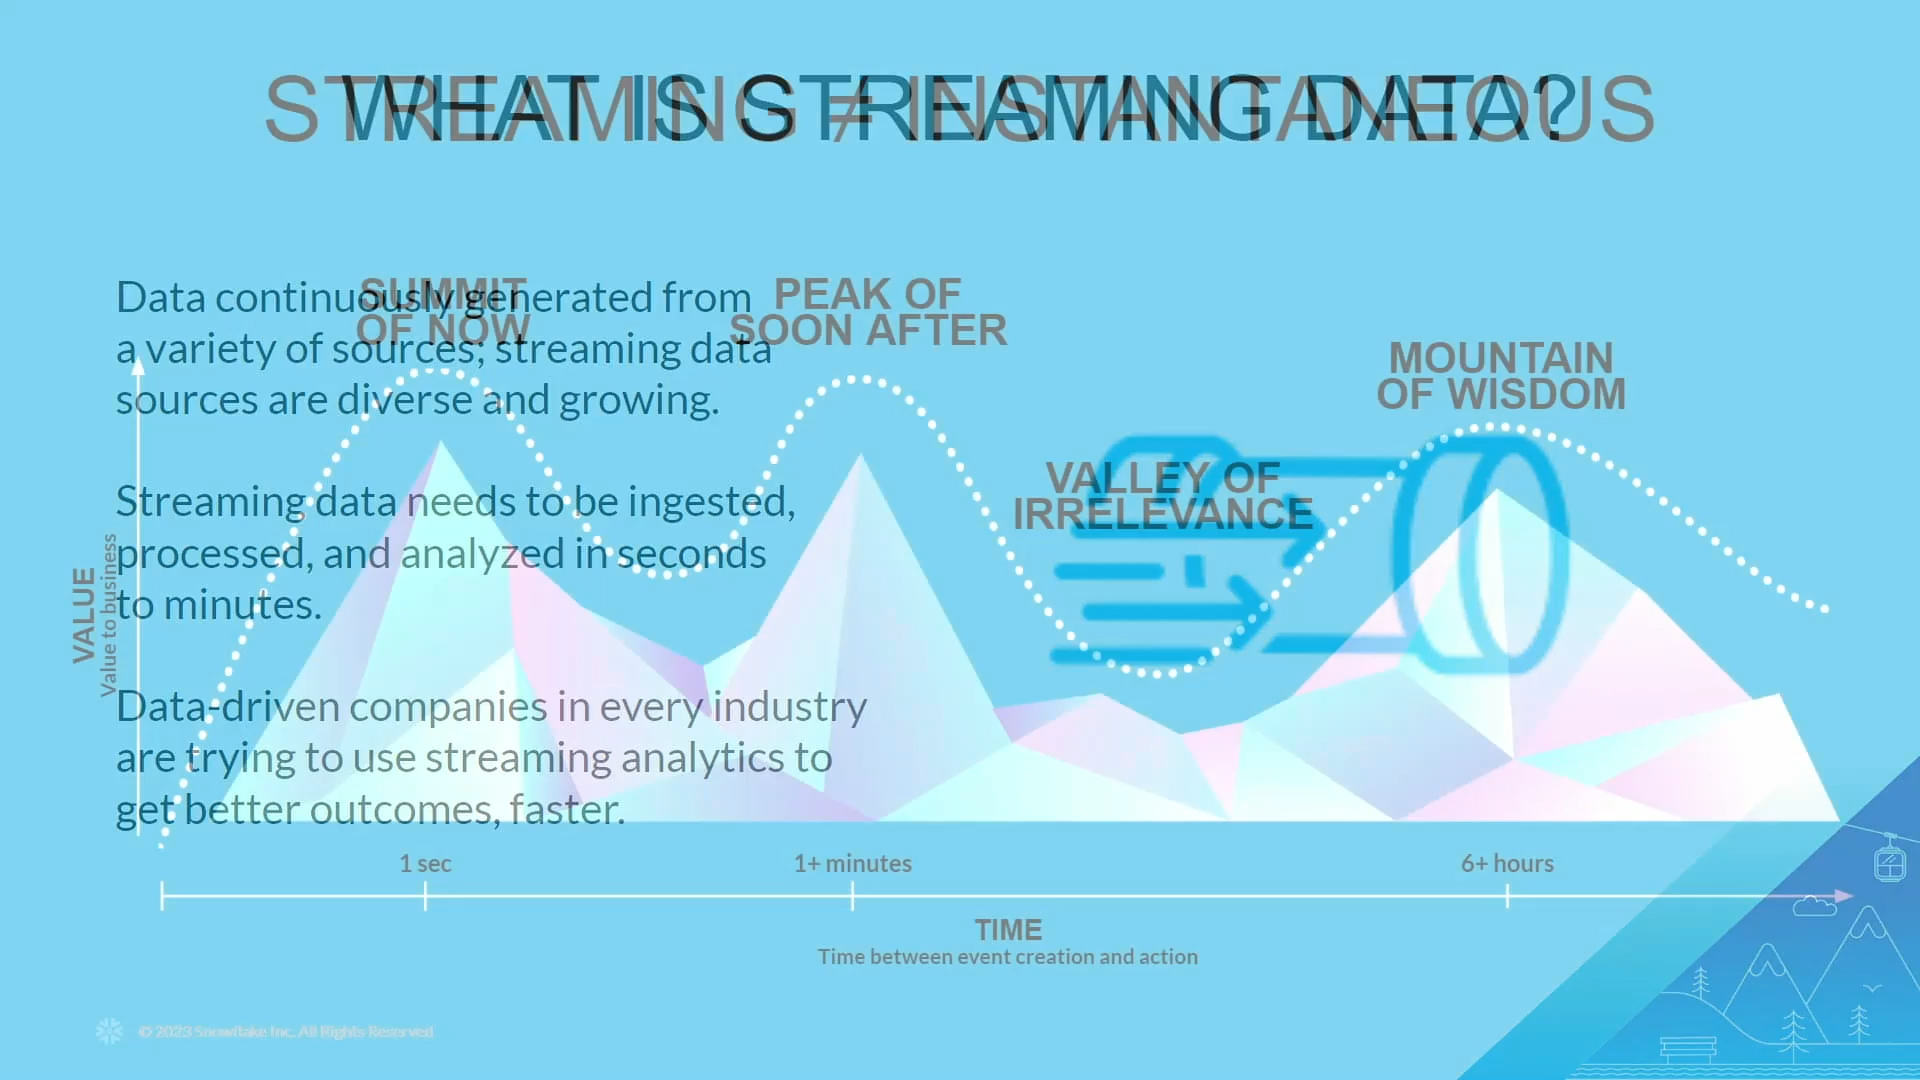 WHAT IS STREAMING DATA?
STREAMING ≠ INSTANTANEOUS
Data continuously generated from
a variety of sources; streaming data
sources are diverse and growing.
Streaming data needs to be ingested,
processed, and analyzed in seconds
to minutes.
Data-driven companies in every industry
are trying to use streaming analytics to
get better outcomes, faster.
SUMMIT
OF NOW
PEAK OF
SOON AFTER
VALLEY OF
IRRELEVANCE
MOUNTAIN
OF WISDOM
VALUE
Value to business
1 sec
1+ minutes
6+ hours
TIME
Time between event creation and action
© 2023 Snowflake Inc. All Rights Reserved